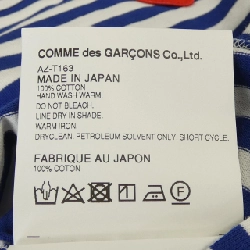 COMME des GARÇONS Co.,Ltd.
AZ-T163
MADE IN JAPAN
100% COTTON
HAND WASH WARM
DO NOT BLEACH.
LINE DRY IN SHADE.
WARM IRON.
DRYCLEAN, PETROLEUM SOLVENT ONLY, SHORT CYCLE.
FABRIQUE AU JAPON
100% COTON